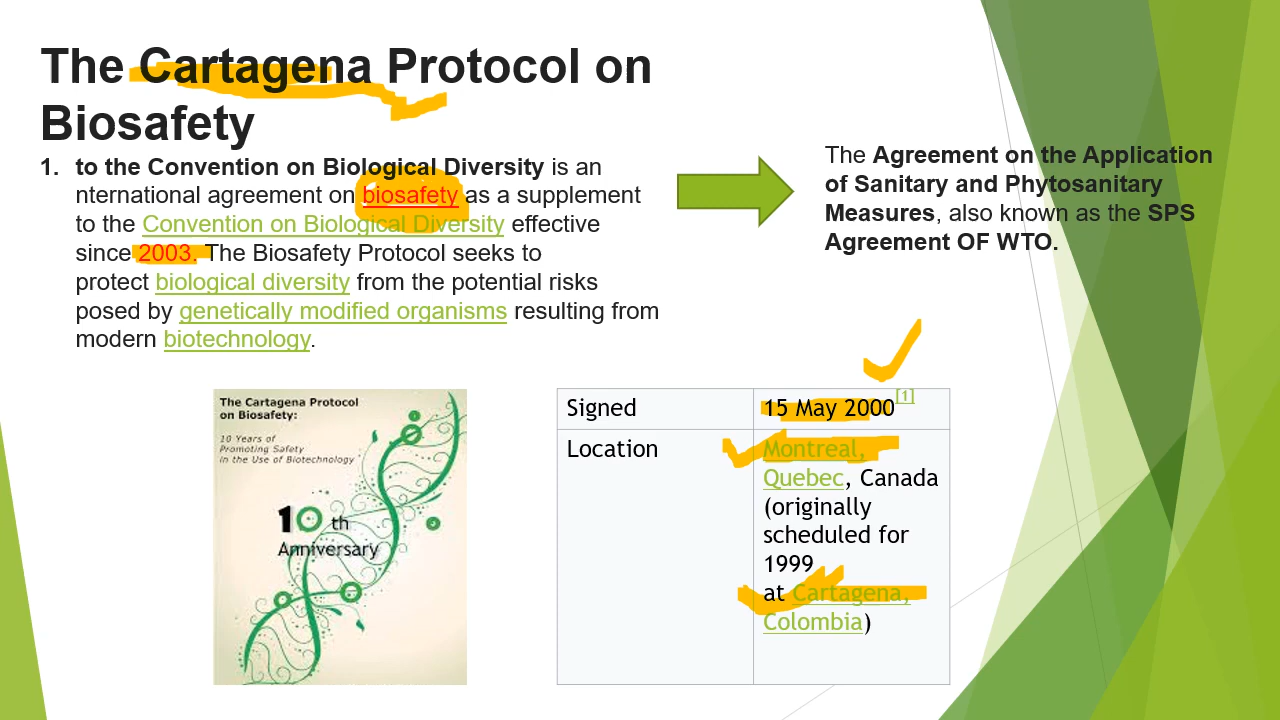 The Cartagena Protocol on
Biosafety
1. to the Convention on Biological Diversity is an
nternational agreement on biosafety as a supplement
to the Convention on Biological Diversity effective
since 2003. The Biosafety Protocol seeks to
protect biological diversity from the potential risks
posed by genetically modified organisms resulting from
modern biotechnology.
The Agreement on the Application
of Sanitary and Phytosanitary
Measures, also known as the SPS
Agreement OF WTO.
The Cartagena Protocol
on Biosafety:
10 Years of
Promoting Safety
in the Use of Biotechnology
10 th
Anniversary
Signed
15 May 2000[1]
Location
Montreal,
Quebec, Canada
(originally
scheduled for
1999
at Cartagena,
Colombia)